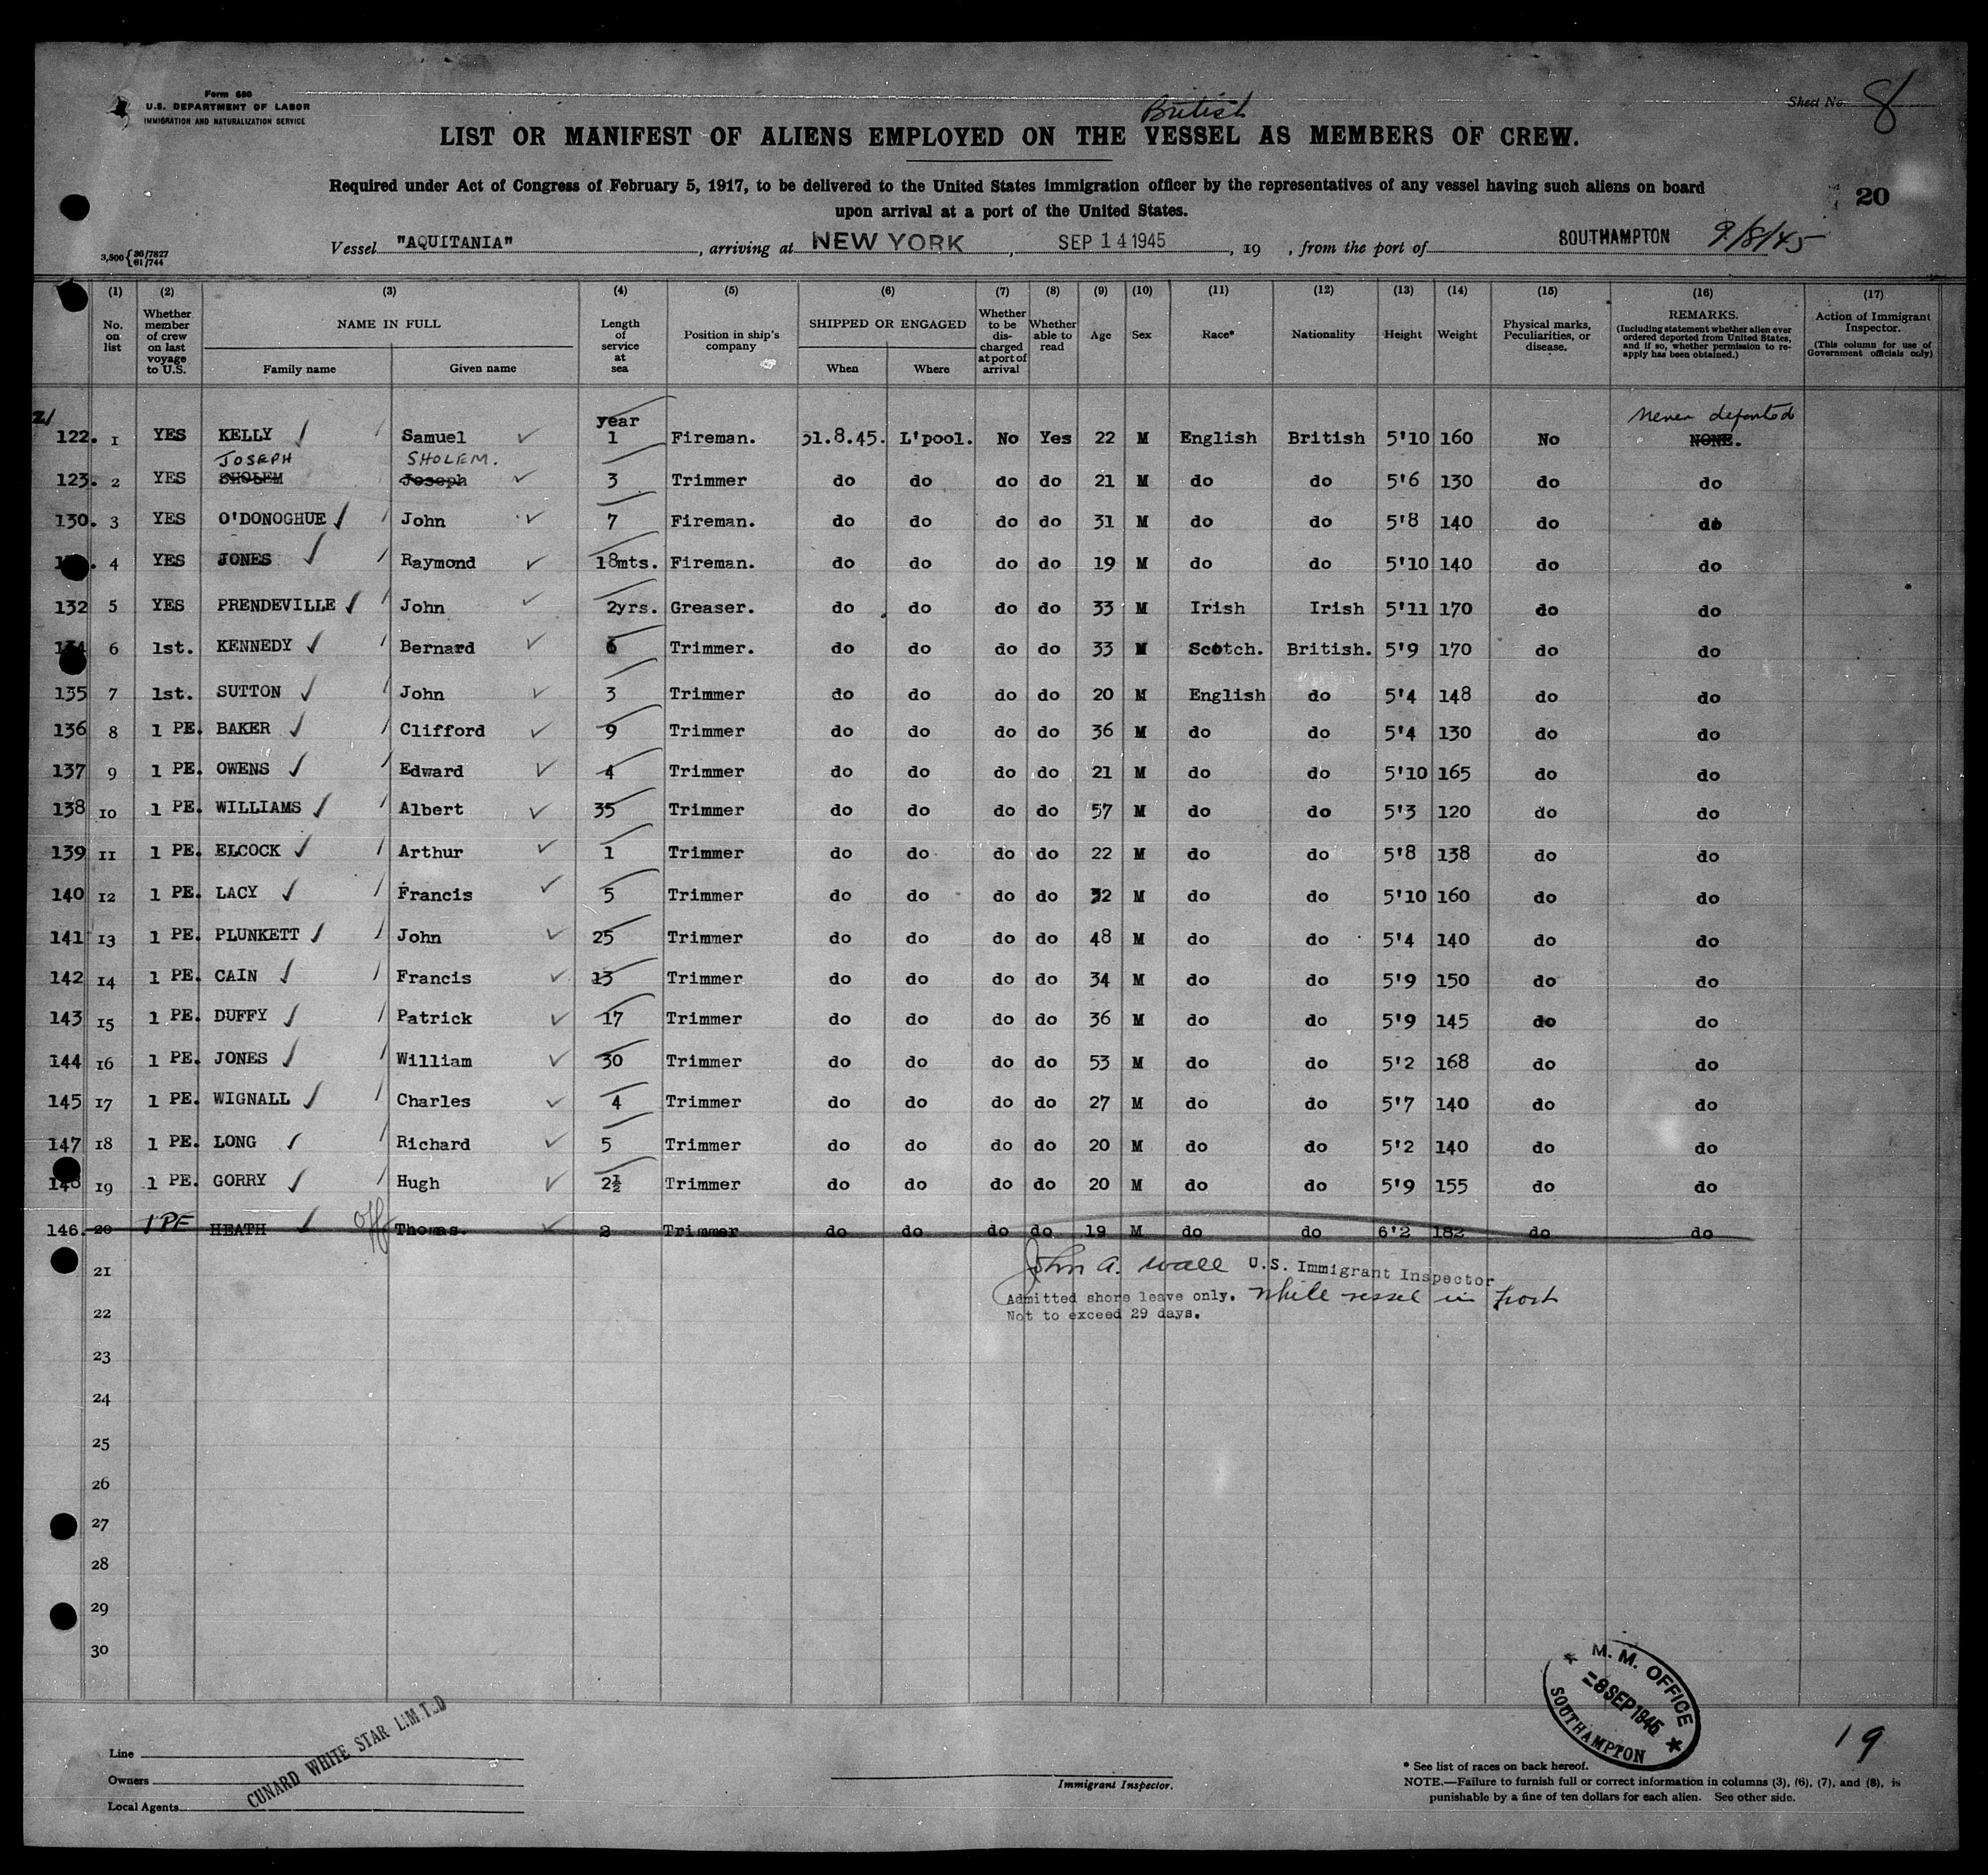 Form 680
U.S. DEPARTMENT OF LABOR
IMMIGRATION AND NATURALIZATION SERVICE
Sheet No. 8
British
LIST OR MANIFEST OF ALIENS EMPLOYED ON THE VESSEL AS MEMBERS OF CREW.
Required under Act of Congress of February 5, 1917, to be delivered to the United States immigration officer by the representatives of any vessel having such aliens on board
upon arrival at a port of the United States.
20
3,500 { 36/7827 61/744
Vessel "AQUITANIA", arriving at NEW YORK, SEP 14 1945, 19 , from the port of SOUTHAMPTON 9/8/45
(1) (2) (3) (4) (5) (6) (7) (8) (9) (10) (11) (12) (13) (14) (15) (16) (17)
No. on list
Whether member of crew on last voyage to U.S.
NAME IN FULL
Family name
Given name
Length of service at sea
Position in ship's company
SHIPPED OR ENGAGED
When
Where
Whether to be discharged at port of arrival
Whether able to read
Age
Sex
Race*
Nationality
Height
Weight
Physical marks, Peculiarities, or disease.
REMARKS.
(Including statement whether alien ever ordered deported from United States, and if so, whether permission to reapply has been obtained.)
Action of Immigrant Inspector.
(This column for use of Government officials only)
year never deported
122. 1 YES KELLY Samuel 1 Fireman. 31.8.45. L'pool. No Yes 22 M English British 5'10 160 No NONE.
JOSEPH SHOLEM.
123. 2 YES SHOLEM Joseph 3 Trimmer do do do do 21 M do do 5'6 130 do do
130. 3 YES O'DONOGHUE John 7 Fireman. do do do do 31 M do do 5'8 140 do do
4 YES JONES Raymond 18mts. Fireman. do do do do 19 M do do 5'10 140 do do
132 5 YES PRENDEVILLE John 2yrs. Greaser. do do do do 33 M Irish Irish 5'11 170 do do
134 6 1st. KENNEDY Bernard 6 Trimmer. do do do do 33 M Scotch. British. 5'9 170 do do
135 7 1st. SUTTON John 3 Trimmer do do do do 20 M English do 5'4 148 do do
136 8 1 PE. BAKER Clifford 9 Trimmer do do do do 36 M do do 5'4 130 do do
137 9 1 PE. OWENS Edward 4 Trimmer do do do do 21 M do do 5'10 165 do do
138 10 1 PE. WILLIAMS Albert 35 Trimmer do do do do 57 M do do 5'3 120 do do
139 11 1 PE. ELCOCK Arthur 1 Trimmer do do do do 22 M do do 5'8 138 do do
140 12 1 PE. LACY Francis 5 Trimmer do do do do 32 M do do 5'10 160 do do
141 13 1 PE. PLUNKETT John 25 Trimmer do do do do 48 M do do 5'4 140 do do
142 14 1 PE. CAIN Francis 13 Trimmer do do do do 34 M do do 5'9 150 do do
143 15 1 PE. DUFFY Patrick 17 Trimmer do do do do 36 M do do 5'9 145 do do
144 16 1 PE. JONES William 30 Trimmer do do do do 53 M do do 5'2 168 do do
145 17 1 PE. WIGNALL Charles 4 Trimmer do do do do 27 M do do 5'7 140 do do
147 18 1 PE. LONG Richard 5 Trimmer do do do do 20 M do do 5'2 140 do do
148 19 1 PE. GORRY Hugh 2½ Trimmer do do do do 20 M do do 5'9 155 do do
146. 20 1 PE HEATH off Thomas. 2 Trimmer do do do do 19 M do do 6'2 182 do do
21 John A. Wall U.S. Immigrant Inspector
Admitted shore leave only. While vessel in port
22 Not to exceed 29 days.
23
24
25
26
27
28
29
30
M. M. OFFICE
=8 SEP 1945
SOUTHAMPTON
19
Line
Owners
Local Agents
CUNARD WHITE STAR LIMITED
Immigrant Inspector.
* See list of races on back hereof.
NOTE.—Failure to furnish full or correct information in columns (3), (6), (7), and (8), is
punishable by a fine of ten dollars for each alien. See other side.